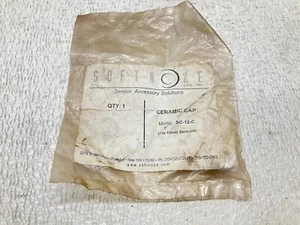 SOFTNOZE
Sensor Accessory Solutions
QTY: 1
CERAMIC CAP
Model: SC-12-C
(For 12mm Sensors)
www.softnoze.com